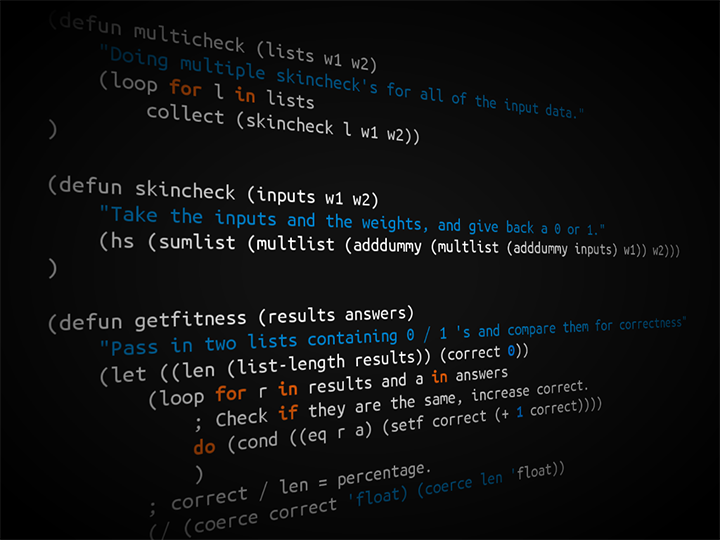 (defun multicheck (lists w1 w2)
"Doing multiple skincheck's for all of the input data."
(loop for l in lists
collect (skincheck l w1 w2))
)
(defun skincheck (inputs w1 w2)
"Take the inputs and the weights, and give back a 0 or 1."
(hs (sumlist (multlist (adddummy (multlist (adddummy inputs) w1)) w2)))
)
(defun getfitness (results answers)
"Pass in two lists containing 0 / 1 's and compare them for correctness"
(let ((len (list-length results)) (correct 0))
(loop for r in results and a in answers
; Check if they are the same, increase correct.
do (cond ((eq r a) (setf correct (+ 1 correct))))
)
; correct / len = percentage.
(/ (coerce correct 'float) (coerce len 'float))